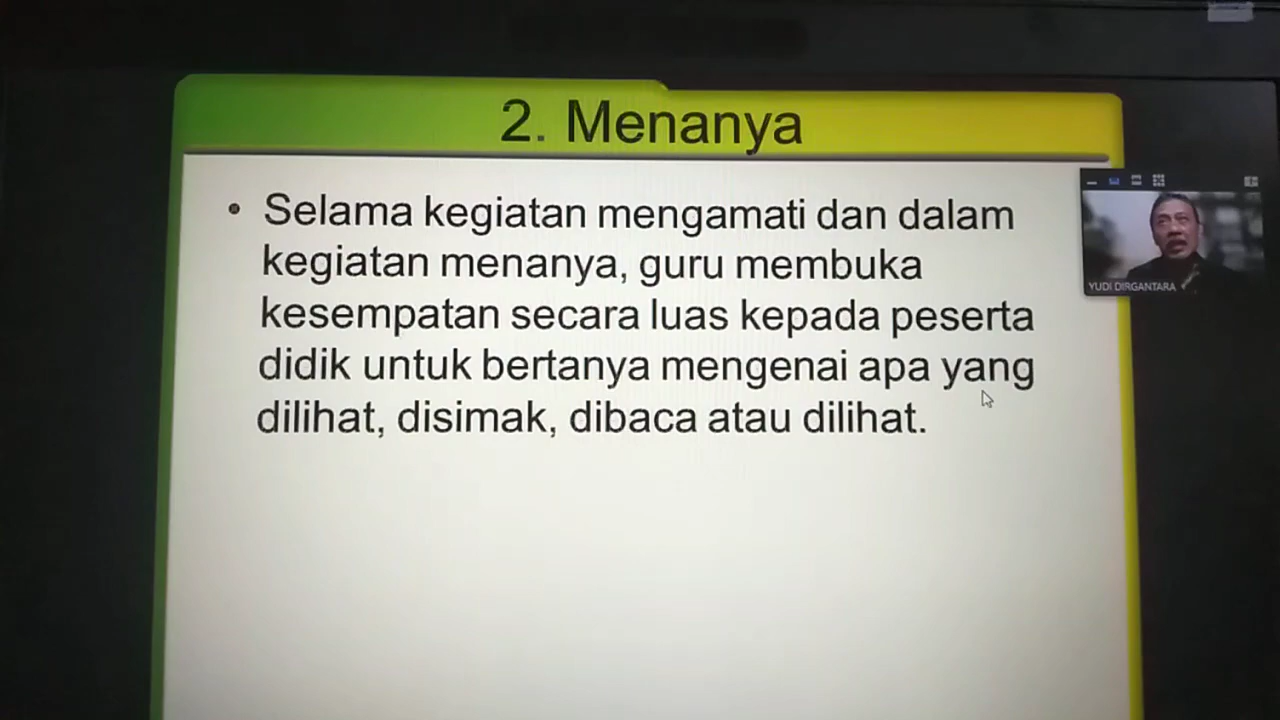 2. Menanya
• Selama kegiatan mengamati dan dalam
kegiatan menanya, guru membuka
kesempatan secara luas kepada peserta
didik untuk bertanya mengenai apa yang
dilihat, disimak, dibaca atau dilihat.
YUDI DIRGANTARA